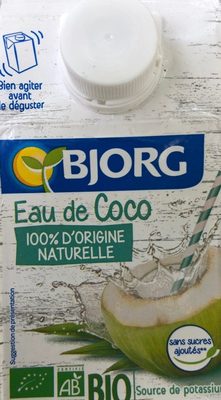 Bien agiter
avant
de déguster
BJORG
Eau de Coco
100% D'ORIGINE
NATURELLE
sans sucres
ajoutés**
Suggestion de présentation
CERTIFIÉ
AB
BIO
Source de potassium